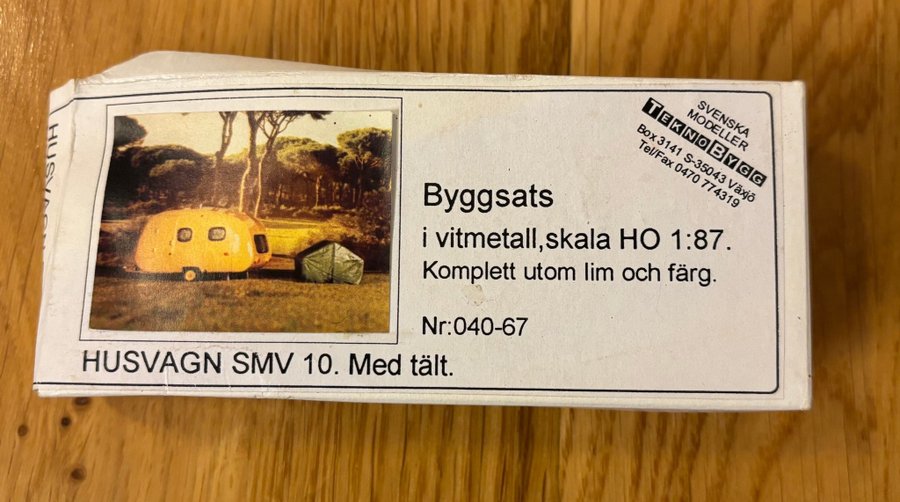 SVENSKA
MODELLER
TEKNOBYGG
Box 3141 S-35043 Växjö
Tel/Fax 0470 774319
Byggsats
i vitmetall,skala HO 1:87.
Komplett utom lim och färg.
Nr:040-67
HUSVAGN SMV 10. Med tält.
HUSVAGN